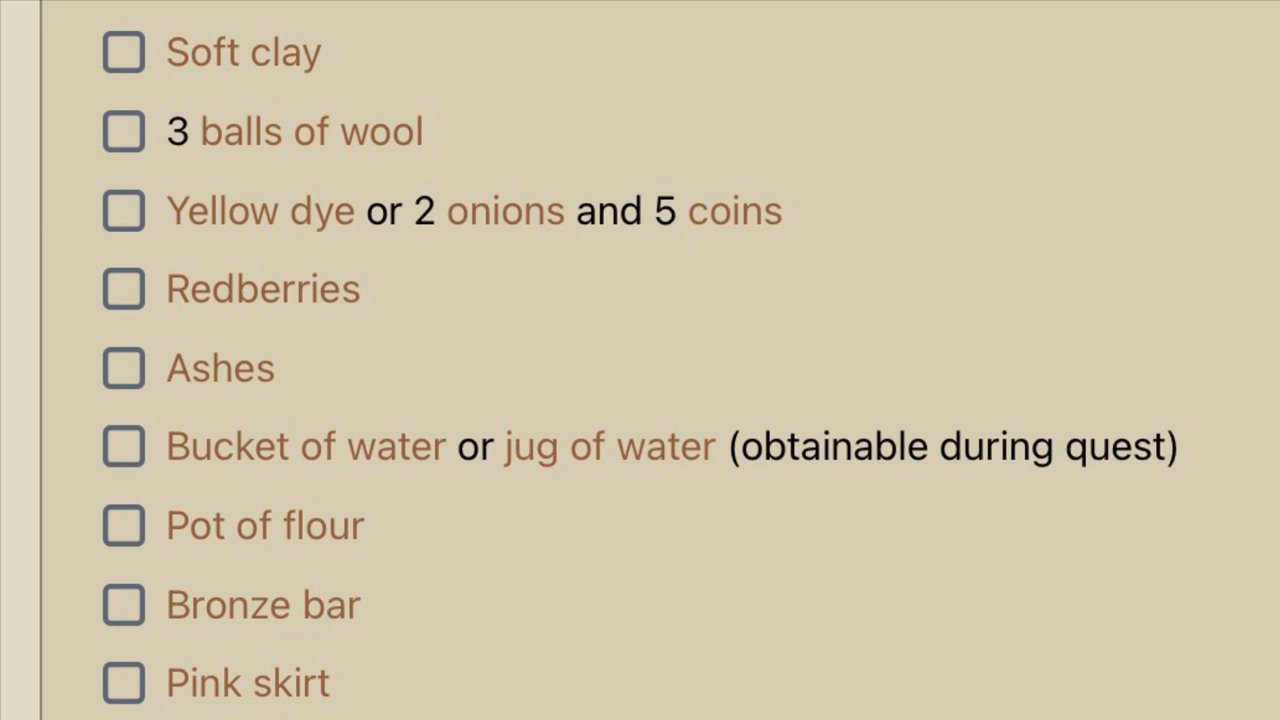 Soft clay
3 balls of wool
Yellow dye or 2 onions and 5 coins
Redberries
Ashes
Bucket of water or jug of water (obtainable during quest)
Pot of flour
Bronze bar
Pink skirt